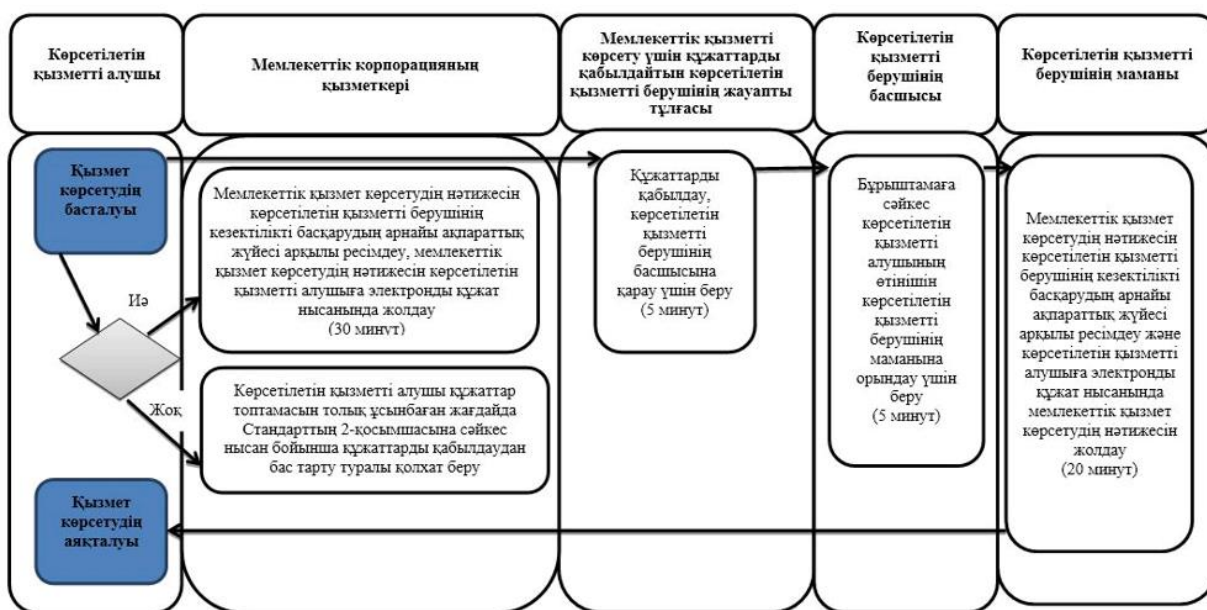 Көрсетілетін
қызметті алушы
Мемлекеттік корпорацияның
қызметкері
Мемлекеттік қызметті
көрсету үшін құжаттарды
қабылдайтын көрсетілетін
қызметті берушінің жауапты
тұлғасы
Көрсетілетін
қызметті
берушінің
басшысы
Көрсетілетін қызметті
берушінің маманы
Қызмет
көрсетудің
басталуы
Иә
Жоқ
Қызмет
көрсетудің
аяқталуы
Мемлекеттік қызмет көрсетудің нәтижесін
көрсетілетін қызметті берушінің
кезектілікті басқарудың арнайы ақпараттық
жүйесі арқылы ресімдеу, мемлекеттік
қызмет көрсетудің нәтижесін көрсетілетін
қызметті алушыға электронды құжат
нысанында жолдау
(30 минут)
Көрсетілетін қызметті алушы құжаттар
топтамасын толық ұсынбаған жағдайда
Стандарттың 2-қосымшасына сәйкес
нысан бойынша құжаттарды қабылдаудан
бас тарту туралы қолхат беру
Құжаттарды
қабылдау,
көрсетілетін
қызметті
берушінің
басшысына
қарау үшін беру
(5 минут)
Бұрыштамаға
сәйкес
көрсетілетін
қызметті
алушының
өтінішін
көрсетілетін
қызметті
берушінің
маманына
орындау үшін
беру
(5 минут)
Мемлекеттік қызмет
көрсетудің нәтижесін
көрсетілетін қызметті
берушінің кезектілікті
басқарудың арнайы
ақпараттық жүйесі
арқылы ресімдеу және
көрсетілетін қызметті
алушыға электронды
құжат нысанында
мемлекеттік қызмет
көрсетудің нәтижесін
жолдау
(20 минут)